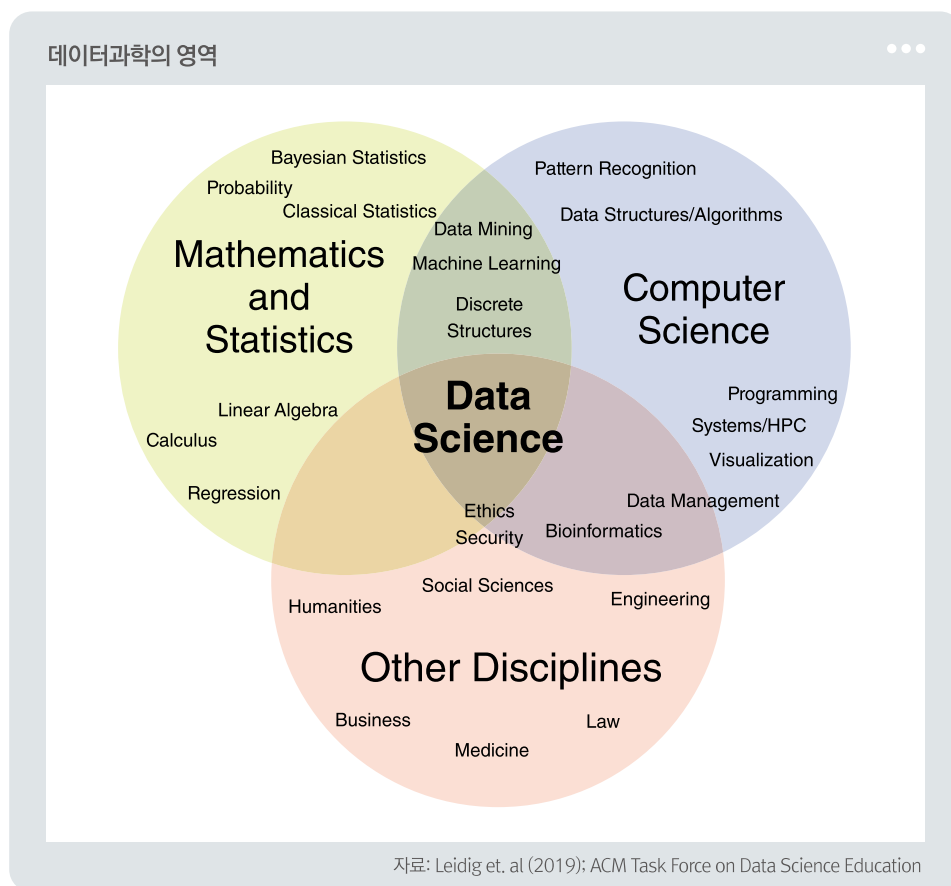 데이터과학의 영역
Bayesian Statistics
Probability
Classical Statistics
Mathematics
and
Statistics
Linear Algebra
Calculus
Regression
Data Mining
Machine Learning
Discrete
Structures
Pattern Recognition
Data Structures/Algorithms
Computer
Science
Programming
Systems/HPC
Visualization
Data Management
Bioinformatics
Data
Science
Ethics
Security
Social Sciences
Humanities
Engineering
Other Disciplines
Business
Law
Medicine
자료: Leidig et. al (2019); ACM Task Force on Data Science Education